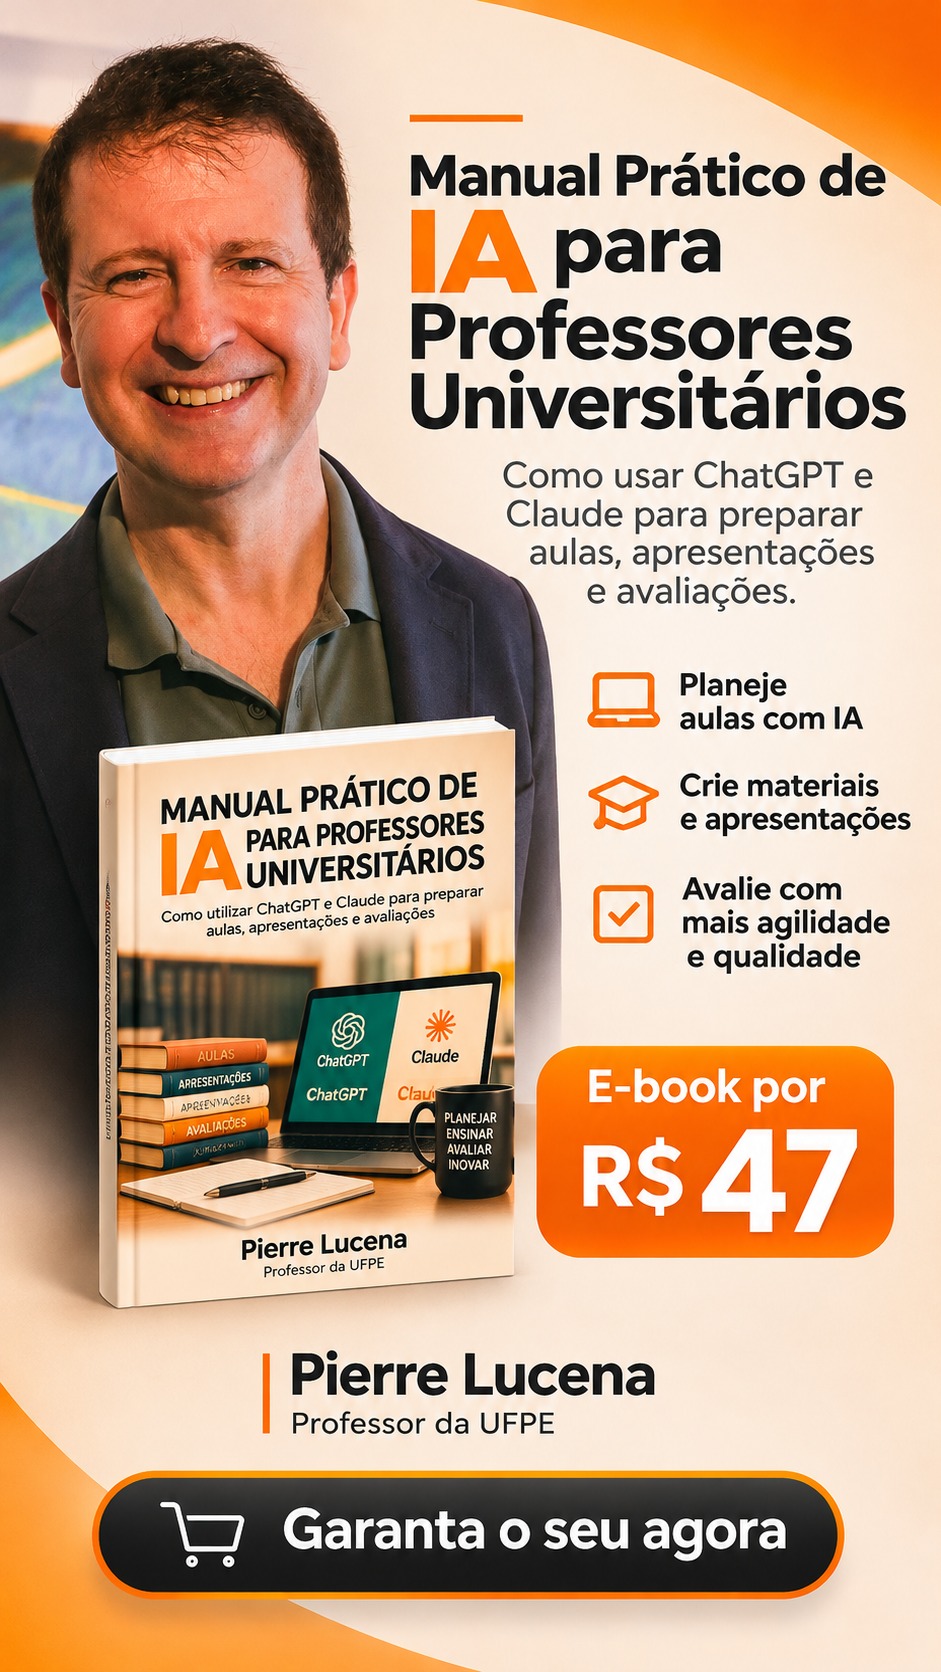 Manual Prático de
IA para
Professores
Universitários
Como usar ChatGPT e
Claude para preparar
aulas, apresentações
e avaliações.
Planeje
aulas com IA
Crie materiais
e apresentações
Avalie com
mais agilidade
e qualidade
MANUAL PRÁTICO DE
IA PARA PROFESSORES
UNIVERSITÁRIOS
Como utilizar ChatGPT e Claude para preparar
aulas, apresentações e avaliações
ChatGPT
Claude
ChatGPT
AULAS
APRESENTAÇÕES
AVALIAÇÕES
PLANEJAR
ENSINAR
AVALIAR
INOVAR
Pierre Lucena
Professor da UFPE
E-book por
R$ 47
Pierre Lucena
Professor da UFPE
Garanta o seu agora